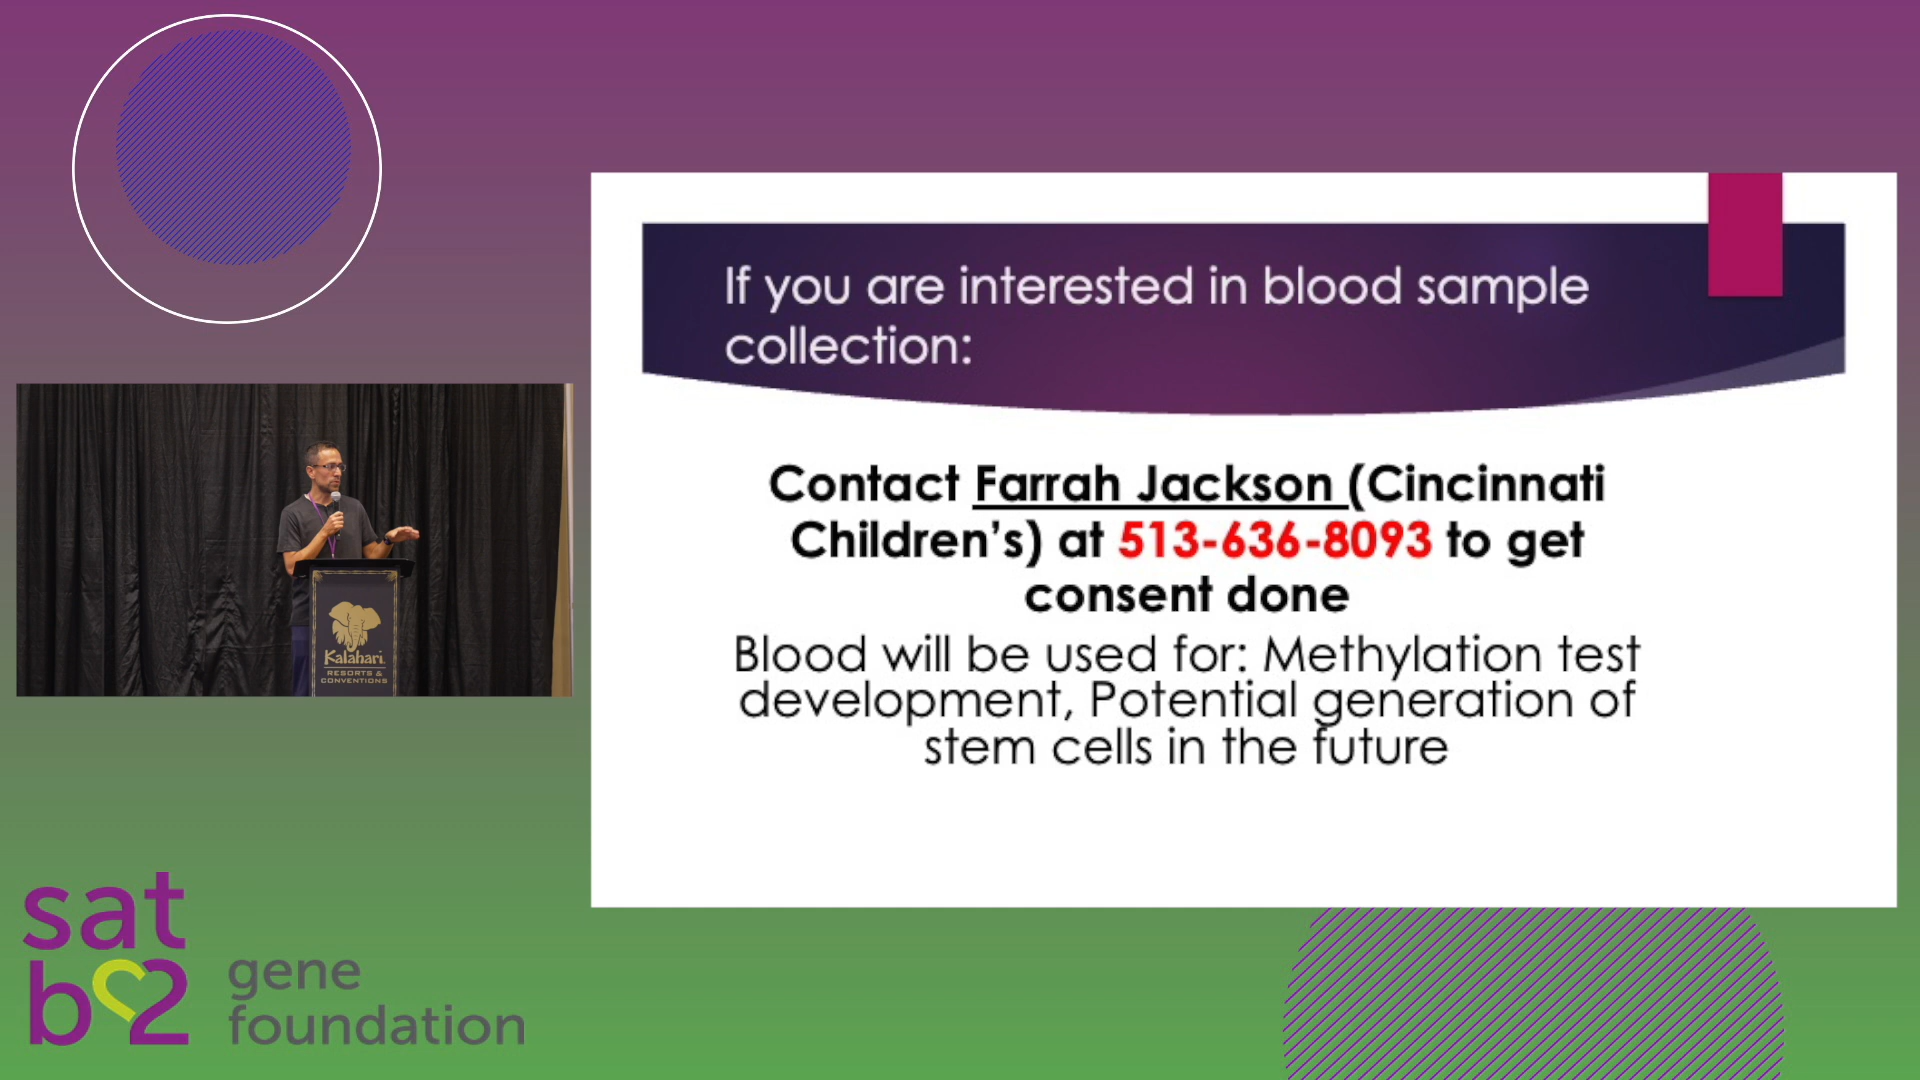 If you are interested in blood sample
collection:
Contact Farrah Jackson (Cincinnati
Children's) at 513-636-8093 to get
consent done
Blood will be used for: Methylation test
development, Potential generation of
stem cells in the future
Kalahari
RESORTS &
CONVENTIONS
sat
b2
gene
foundation